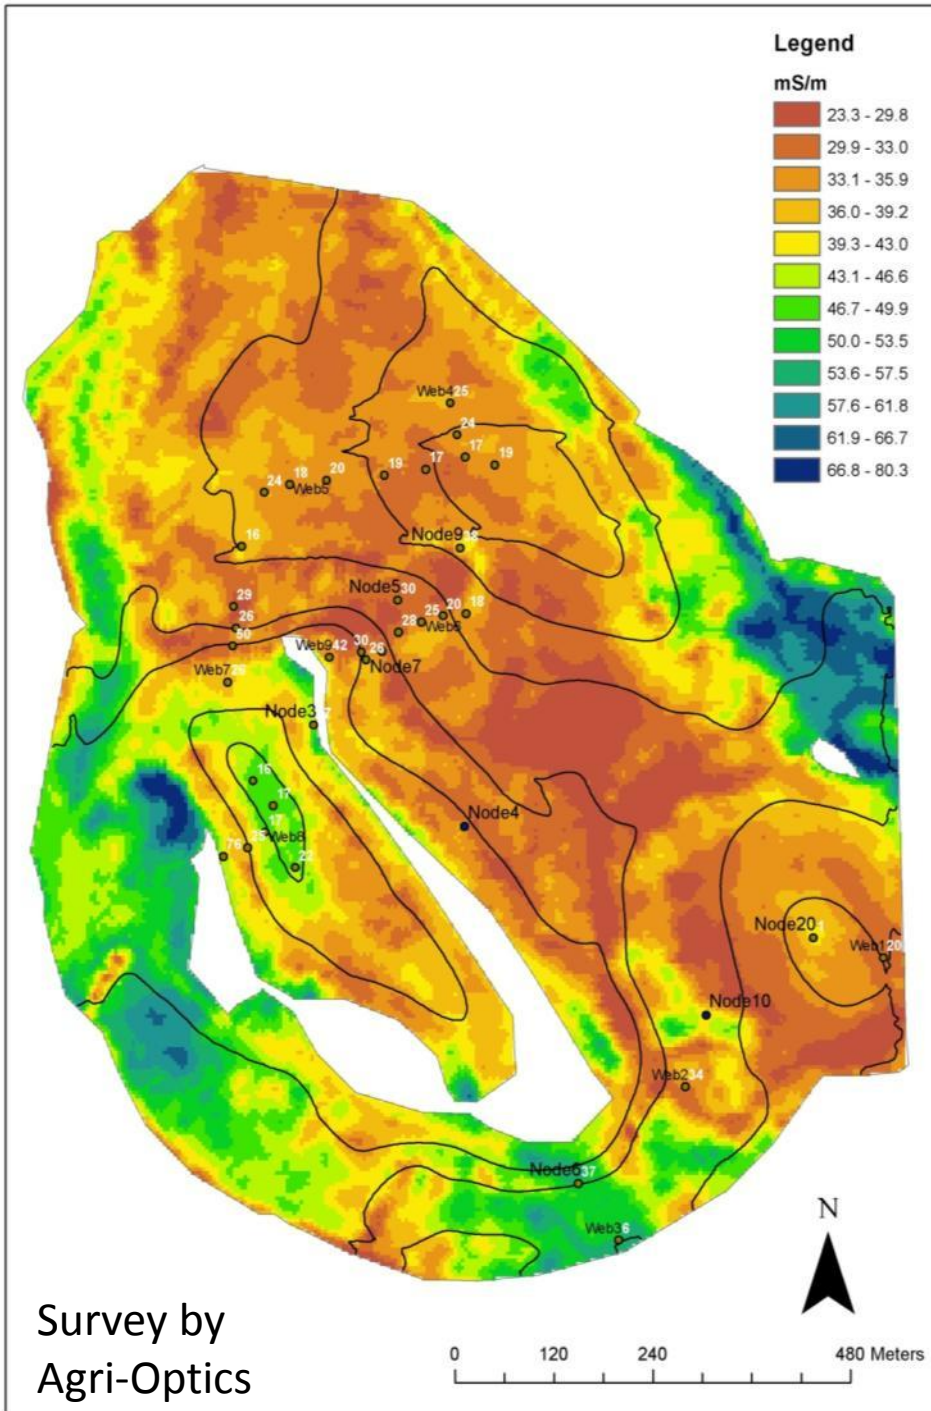 Legend
mS/m
23.3 - 29.8
29.9 - 33.0
33.1 - 35.9
36.0 - 39.2
39.3 - 43.0
43.1 - 46.6
46.7 - 49.9
50.0 - 53.5
53.6 - 57.5
57.6 - 61.8
61.9 - 66.7
66.8 - 80.3
Web4 25
24
17
19
17
19
20
18
Web5
24
16
Node9
29
26
50
Node5 30
18
20
25
Web6
28
Web9 42
30
26
Node7
Web7
Node3
16
17
17
Web8
25
76
22
Node4
Node20
Web1 20
Node10
Web2 34
Node6 37
Web3 6
N
Survey by
Agri-Optics
0 120 240 480 Meters